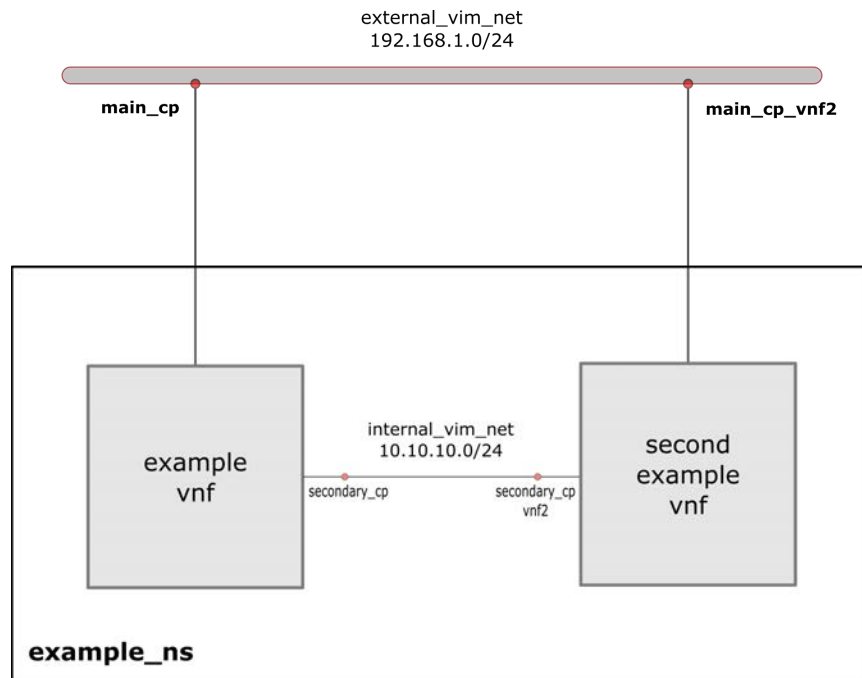 external_vim_net
192.168.1.0/24
main_cp
main_cp_vnf2
internal_vim_net
10.10.10.0/24
example
vnf
second
example
vnf
secondary_cp
secondary_cp
vnf2
example_ns